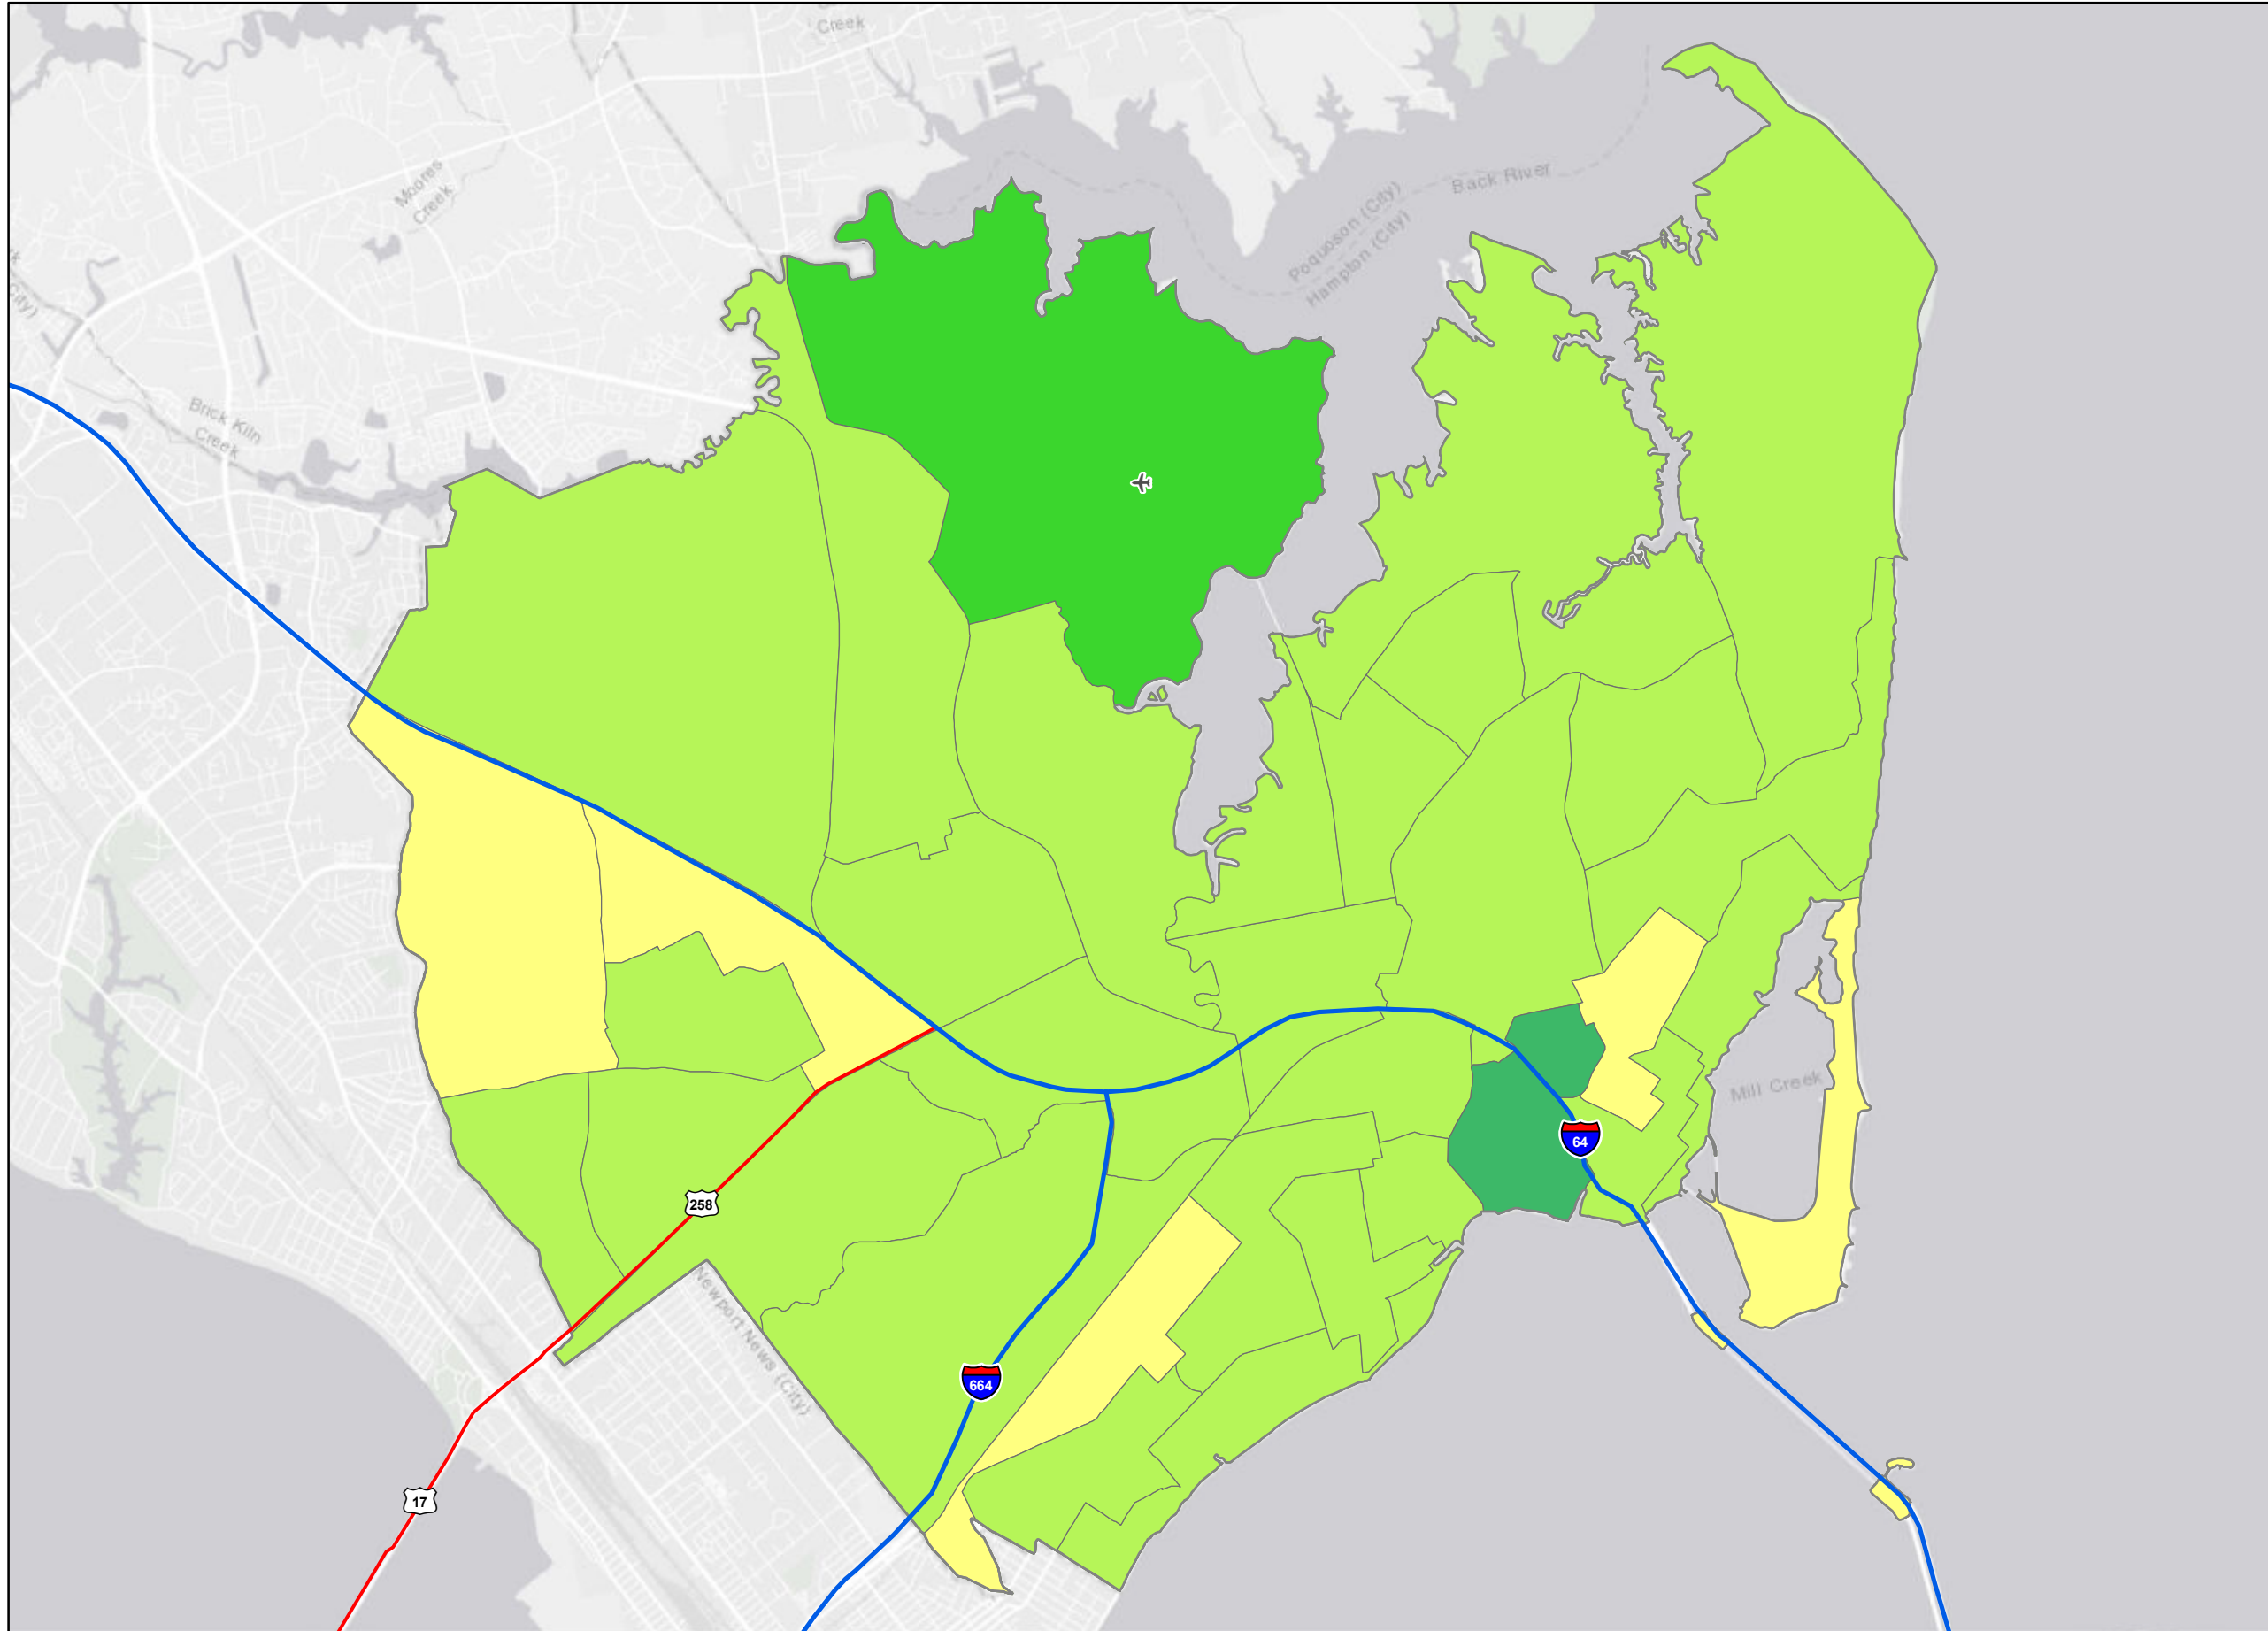 Creek
Moores
Creek
Back River
Poquoson (City)
Hampton (City)
City)
Brick Kiln
Creek
Mill Creek
64
258
Newport News (City)
664
17